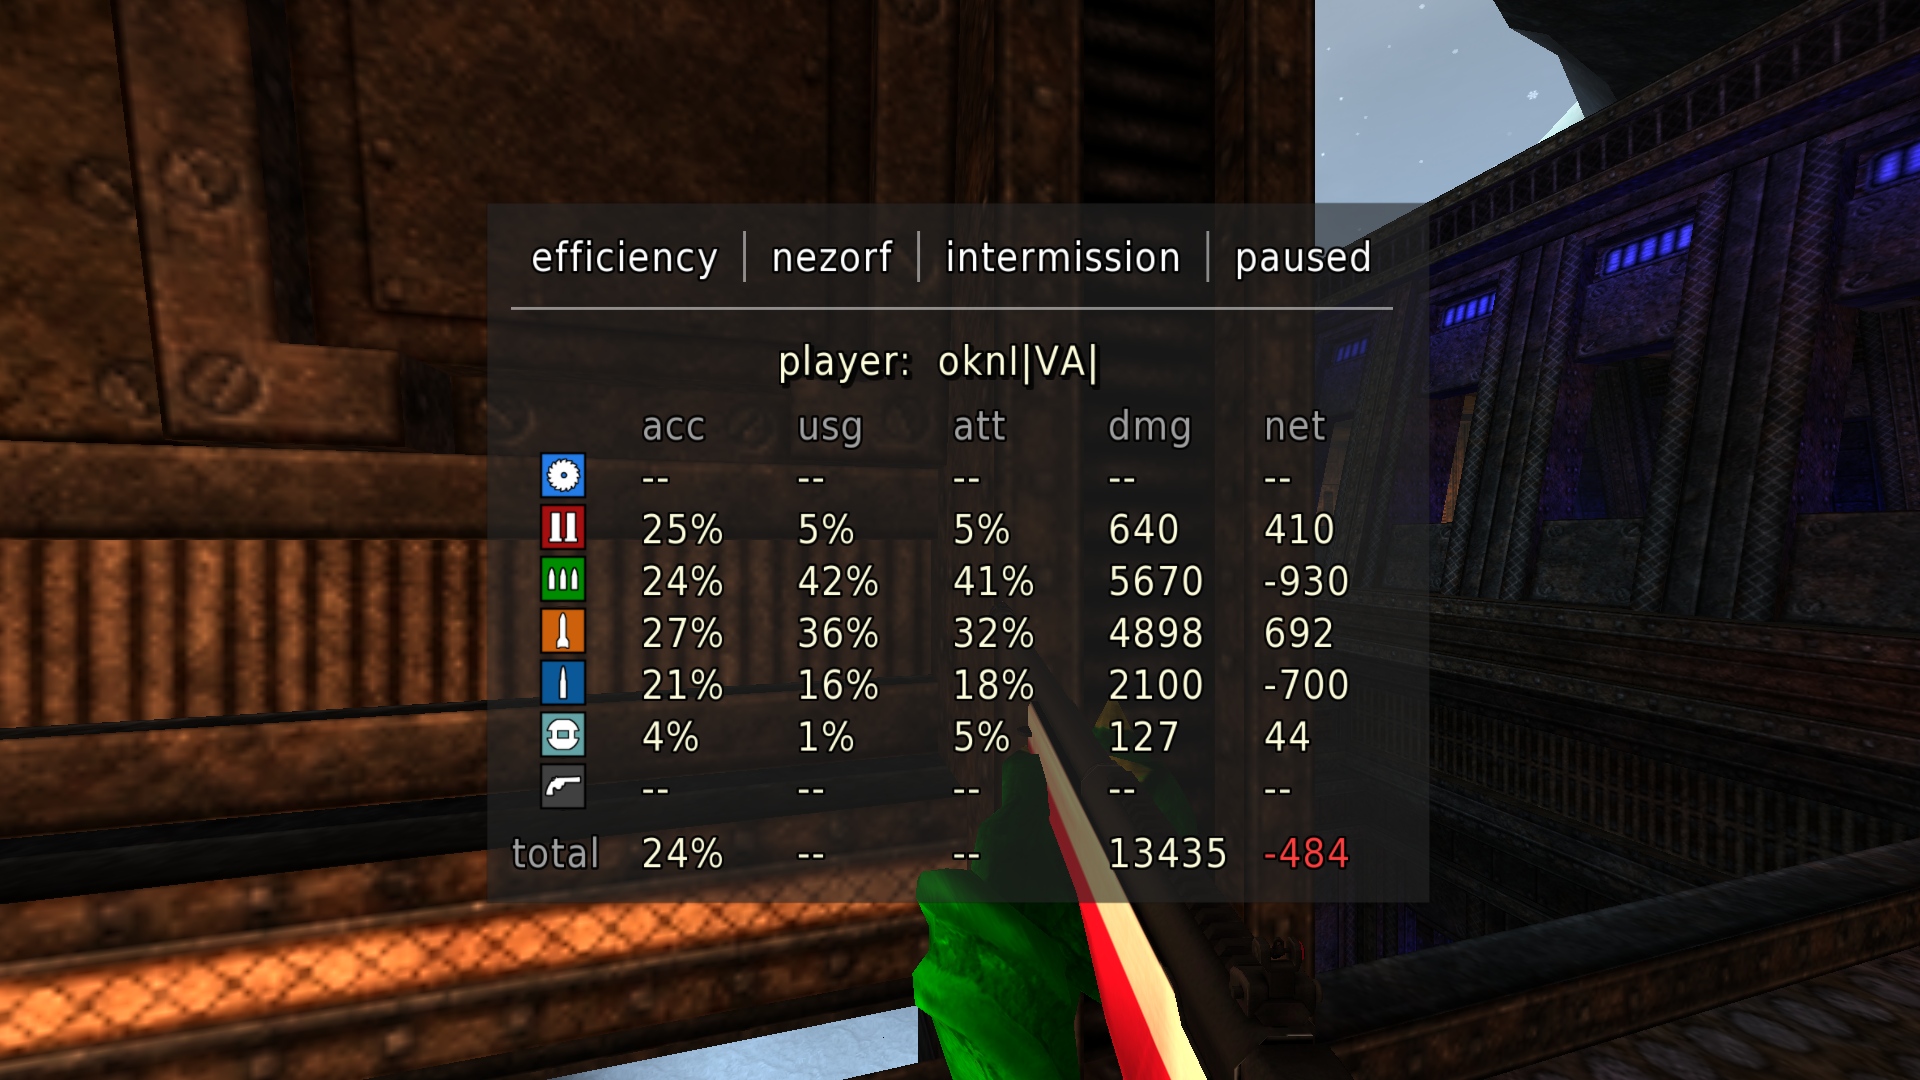 efficiency | nezorf | intermission | paused
player: oknI|VA|
acc usg att dmg net
-- -- -- -- --
25% 5% 5% 640 410
24% 42% 41% 5670 -930
27% 36% 32% 4898 692
21% 16% 18% 2100 -700
4% 1% 5% 127 44
-- -- -- -- --
total 24% -- -- 13435 -484